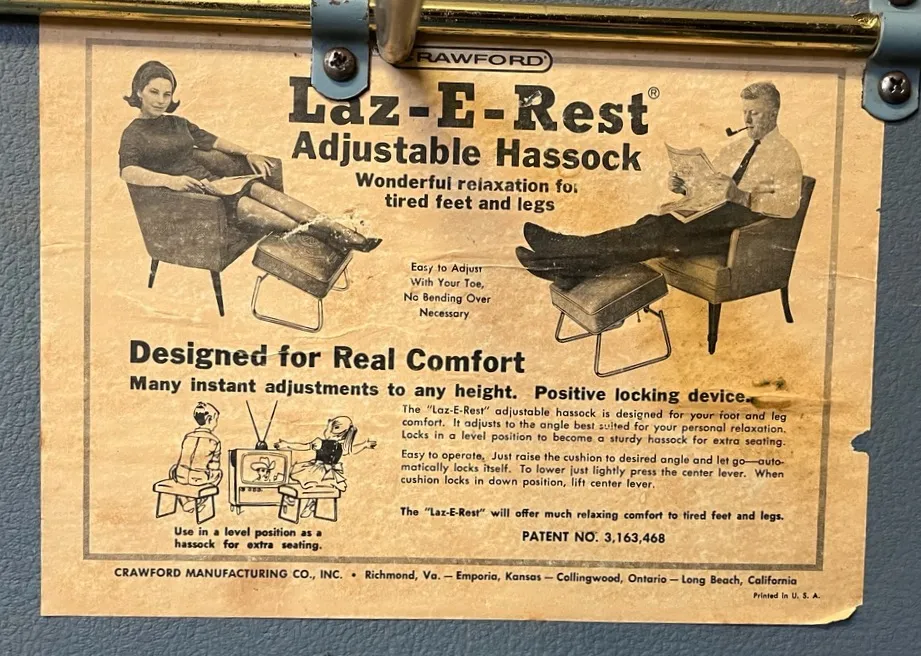 CRAWFORD
Laz-E-Rest®
Adjustable Hassock
Wonderful relaxation for
tired feet and legs
Easy to Adjust
With Your Toe,
No Bending Over
Necessary
Designed for Real Comfort
Many instant adjustments to any height. Positive locking device.
The "Laz-E-Rest" adjustable hassock is designed for your foot and leg
comfort. It adjusts to the angle best suited for your personal relaxation.
Locks in a level position to become a sturdy hassock for extra seating.
Easy to operate, Just raise the cushion to desired angle and let go—auto-
matically locks itself. To lower just lightly press the center lever. When
cushion locks in down position, lift center lever.
The "Laz-E-Rest" will offer much relaxing comfort to tired feet and legs.
PATENT NO. 3,163,468
Use in a level position as a
hassock for extra seating.
CRAWFORD MANUFACTURING CO., INC. • Richmond, Va. — Emporia, Kansas — Collingwood, Ontario — Long Beach, California
Printed in U. S. A.